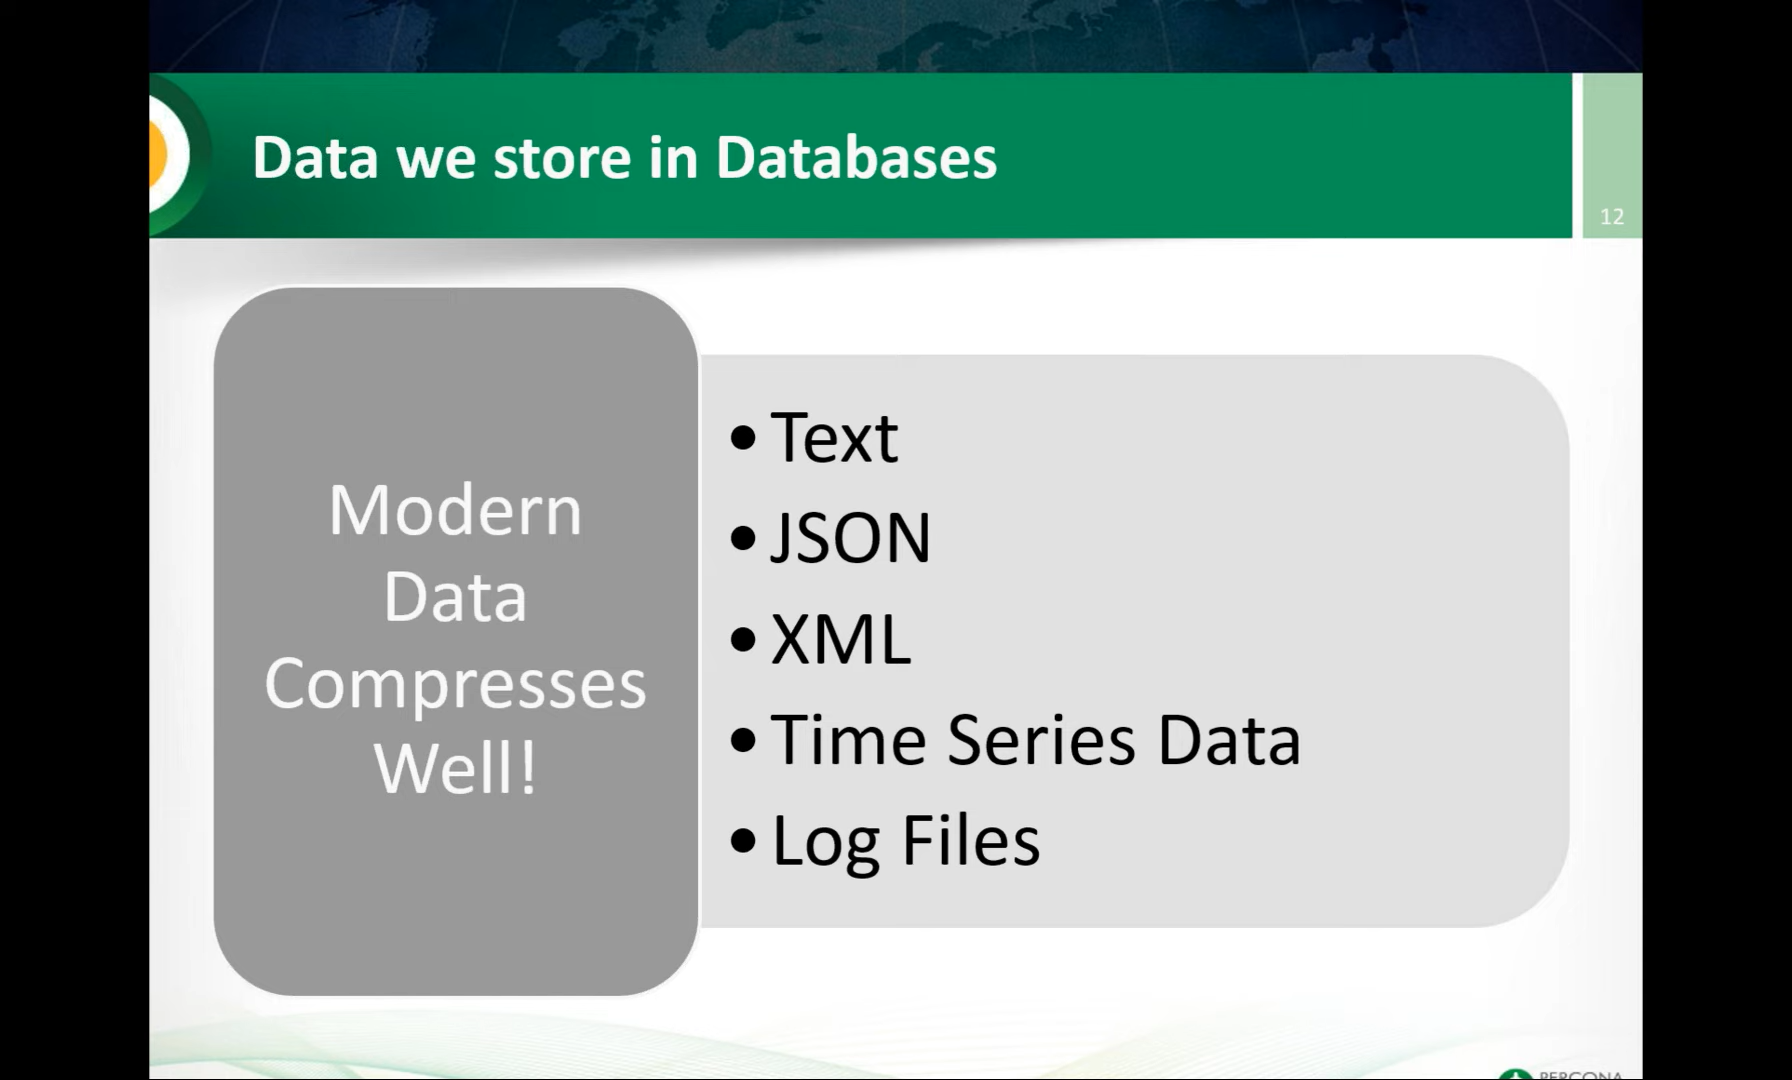 Data we store in Databases
12
Modern
Data
Compresses
Well!
• Text
• JSON
• XML
• Time Series Data
• Log Files
PERCONA